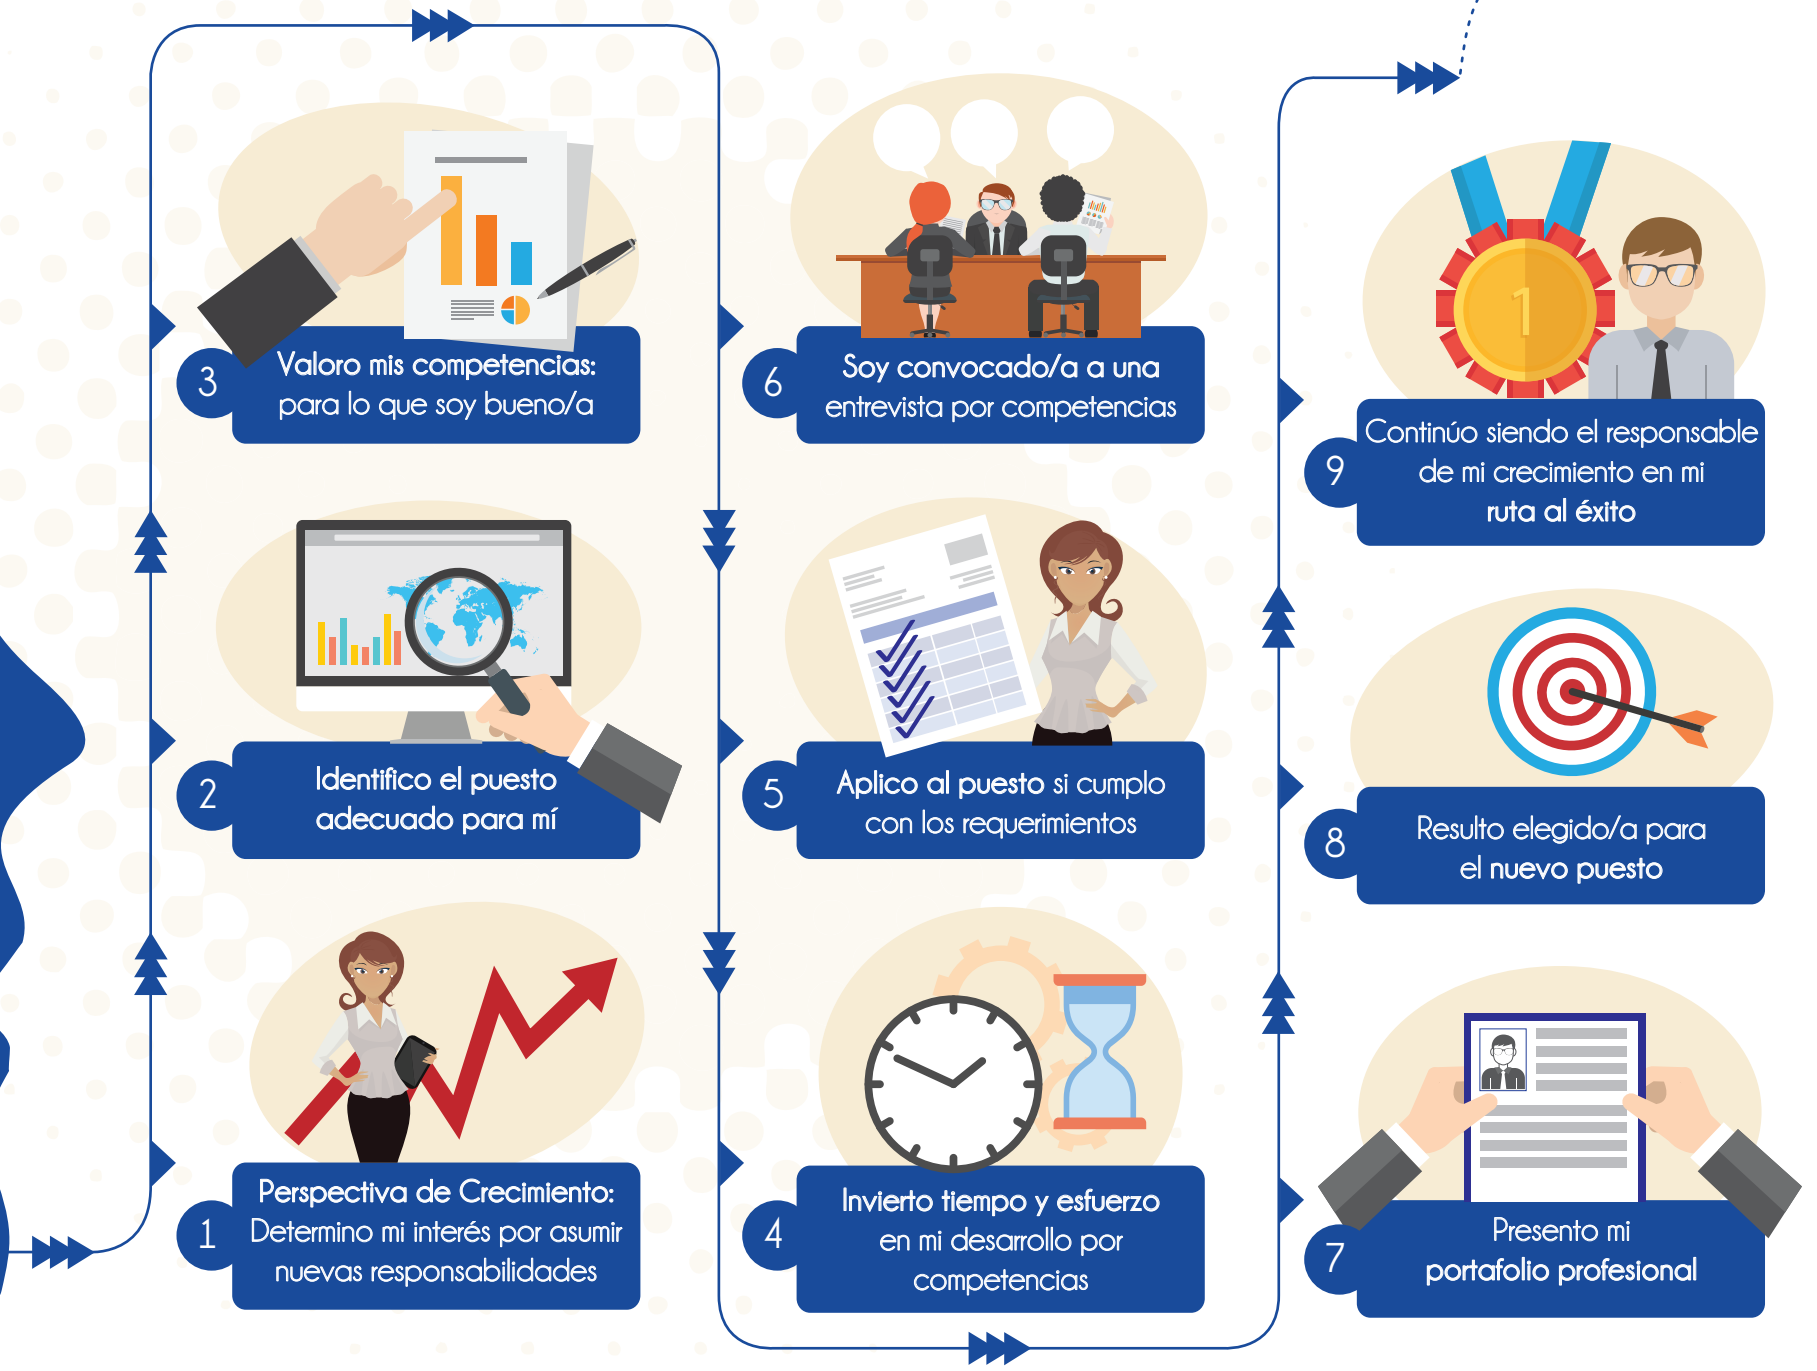 1
Perspectiva de Crecimiento:
Determino mi interés por asumir
nuevas responsabilidades
2
Identifico el puesto
adecuado para mí
3
Valoro mis competencias:
para lo que soy bueno/a
4
Invierto tiempo y esfuerzo
en mi desarrollo por
competencias
5
Aplico al puesto si cumplo
con los requerimientos
6
Soy convocado/a a una
entrevista por competencias
7
Presento mi
portafolio profesional
8
Resulto elegido/a para
el nuevo puesto
1
9
Continúo siendo el responsable
de mi crecimiento en mi
ruta al éxito